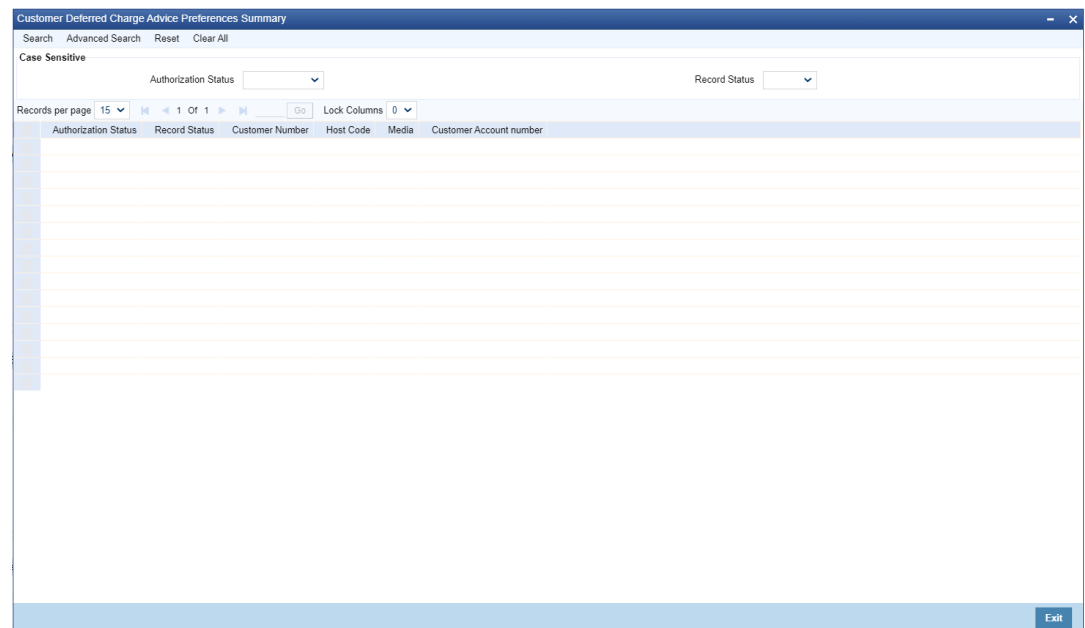 Customer Deferred Charge Advice Preferences Summary
Search Advanced Search Reset Clear All
Case Sensitive
Authorization Status Record Status
Records per page 15 1 Of 1 Go Lock Columns 0
Authorization Status Record Status Customer Number Host Code Media Customer Account number
Exit